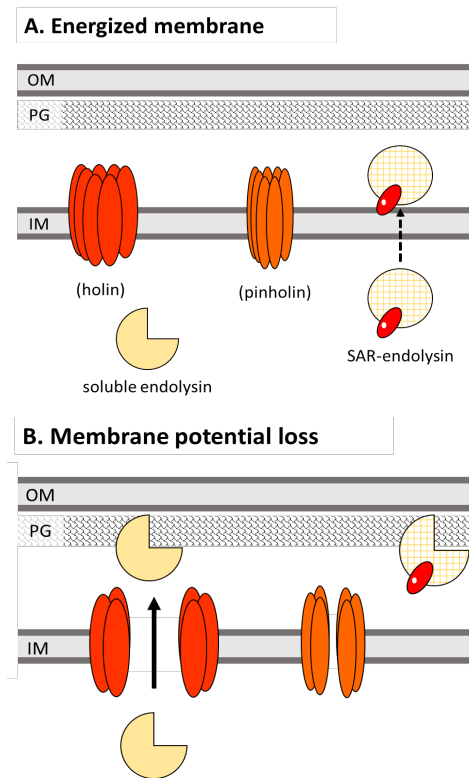 A. Energized membrane
OM
PG
IM
(holin)
(pinholin)
SAR-endolysin
soluble endolysin
B. Membrane potential loss
OM
PG
IM